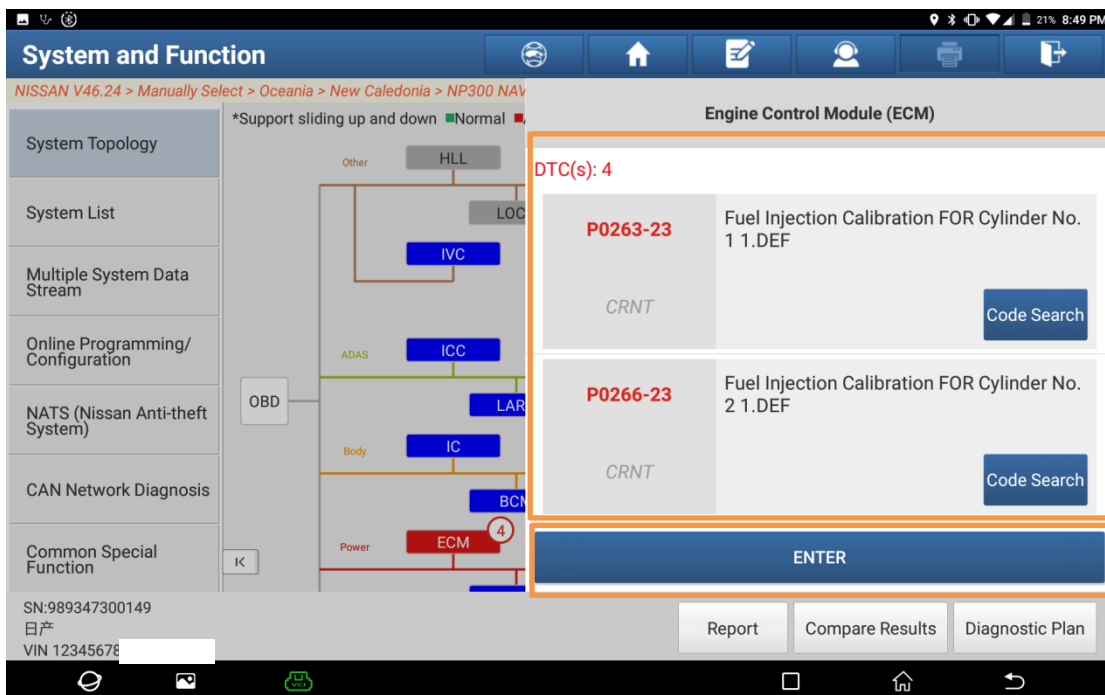 21% 8:49 PM
System and Function
NISSAN V46.24 > Manually Select > Oceania > New Caledonia > NP300 NAV
System Topology
System List
Multiple System Data
Stream
Online Programming/
Configuration
NATS (Nissan Anti-theft
System)
CAN Network Diagnosis
Common Special
Function
*Support sliding up and down Normal
Other
HLL
LOC
IVC
ADAS
ICC
OBD
LAR
Body
IC
BCM
Power
ECM
4
Engine Control Module (ECM)
DTC(s): 4
P0263-23
Fuel Injection Calibration FOR Cylinder No.
1 1.DEF
CRNT
Code Search
P0266-23
Fuel Injection Calibration FOR Cylinder No.
2 1.DEF
CRNT
Code Search
ENTER
SN:989347300149
日产
VIN 12345678
Report
Compare Results
Diagnostic Plan
VCI